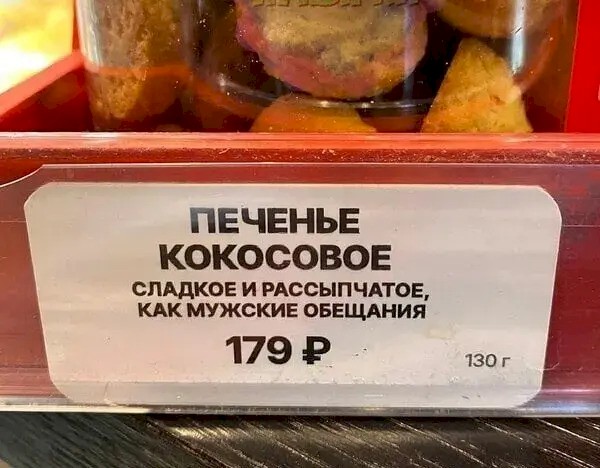 ПЕЧЕНЬЕ
КОКОСОВОЕ
СЛАДКОЕ И РАССЫПЧАТОЕ,
КАК МУЖСКИЕ ОБЕЩАНИЯ
179 ₽
130 г